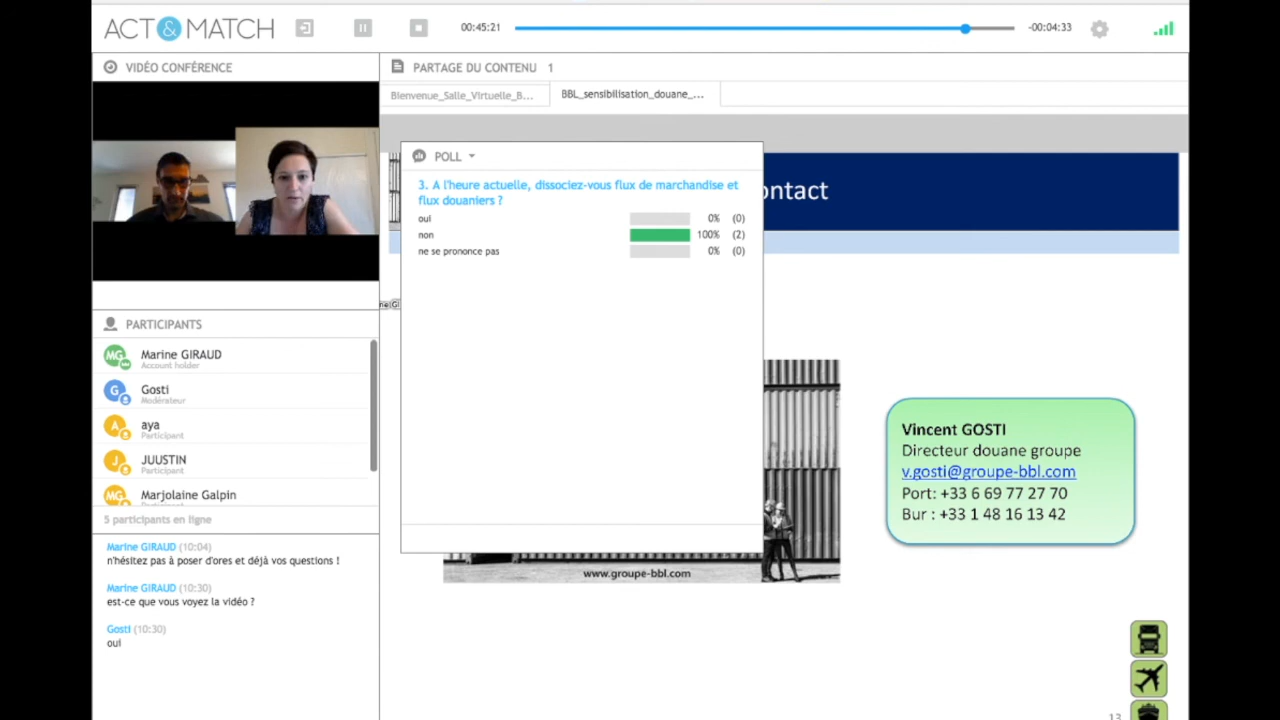 ACT & MATCH
00:45:21
-00:04:33
VIDÉO CONFÉRENCE
PARTAGE DU CONTENU 1
Bienvenue_Salle_Virtuelle_B...
BBL_sensibilisation_douane_...
POLL
3. A l'heure actuelle, dissociez-vous flux de marchandise et
flux douaniers ?
oui 0% (0)
non 100% (2)
ne se prononce pas 0% (0)
ontact
PARTICIPANTS
MG Marine GIRAUD
Account holder
G Gosti
Modérateur
A aya
Participant
J JUUSTIN
Participant
MG Marjolaine Galpin
5 participants en ligne
Marine GIRAUD (10:04)
n'hésitez pas à poser d'ores et déjà vos questions !
Marine GIRAUD (10:30)
est-ce que vous voyez la vidéo ?
Gosti (10:30)
oui
Vincent GOSTI
Directeur douane groupe
v.gosti@groupe-bbl.com
Port: +33 6 69 77 27 70
Bur : +33 1 48 16 13 42
www.groupe-bbl.com
13